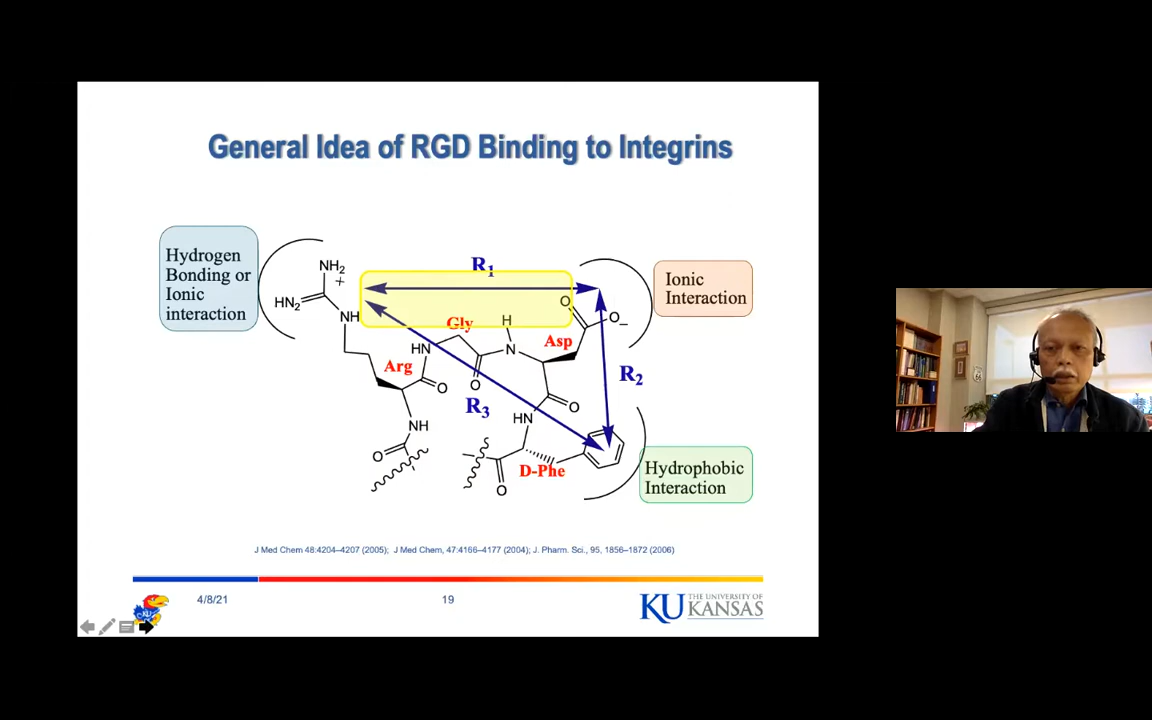 General Idea of RGD Binding to Integrins
Hydrogen
Bonding or
Ionic
interaction
NH2
+
HN2
NH
R1
O
O–
Ionic
Interaction
Gly
H
HN
N
Asp
Arg
O
O
R2
R3
O
NH
HN
O
D-Phe
O
Hydrophobic
Interaction
J Med Chem 48:4204–4207 (2005); J Med Chem, 47:4166–4177 (2004); J. Pharm. Sci., 95, 1856–1872 (2006)
4/8/21
19
KU THE UNIVERSITY OF
KANSAS